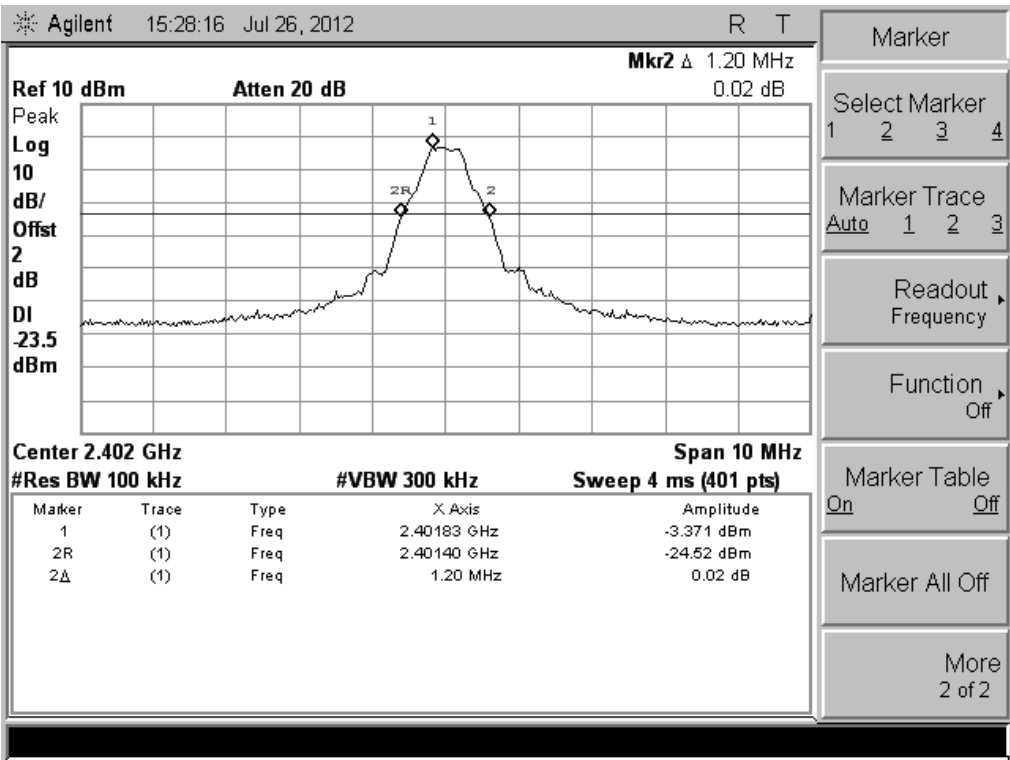 Agilent 15:28:16 Jul 26, 2012 R T
Mkr2 Δ 1.20 MHz
Ref 10 dBm Atten 20 dB 0.02 dB
Peak
Log
10
dB/
Offst
2
dB
DI
-23.5
dBm
1
2R
2
Center 2.402 GHz Span 10 MHz
#Res BW 100 kHz #VBW 300 kHz Sweep 4 ms (401 pts)
Marker Trace Type X Axis Amplitude
1 (1) Freq 2.40183 GHz -3.371 dBm
2R (1) Freq 2.40140 GHz -24.52 dBm
2Δ (1) Freq 1.20 MHz 0.02 dB
Marker
Select Marker
1 2 3 4
Marker Trace
Auto 1 2 3
Readout
Frequency
Function
Off
Marker Table
On Off
Marker All Off
More
2 of 2